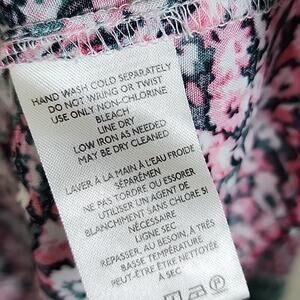 HAND WASH COLD SEPARATELY
DO NOT WRING OR TWIST
USE ONLY NON-CHLORINE
BLEACH
LINE DRY
LOW IRON AS NEEDED
MAY BE DRY CLEANED
LAVER À LA MAIN À L'EAU FROIDE
SÉPARÉMEN
NE PAS TORDRE OU ESSORER
UTILISER UN AGENT DE
BLANCHIMENT SANS CHLORE SI
NÉCESSAIRE
LIGNE SEC
REPASSER, AU BESOIN, À TRÈS
BASSE TEMPÉRATURE
PEUT-ÊTRE ÊTRE NETTOYÉ
A SEC